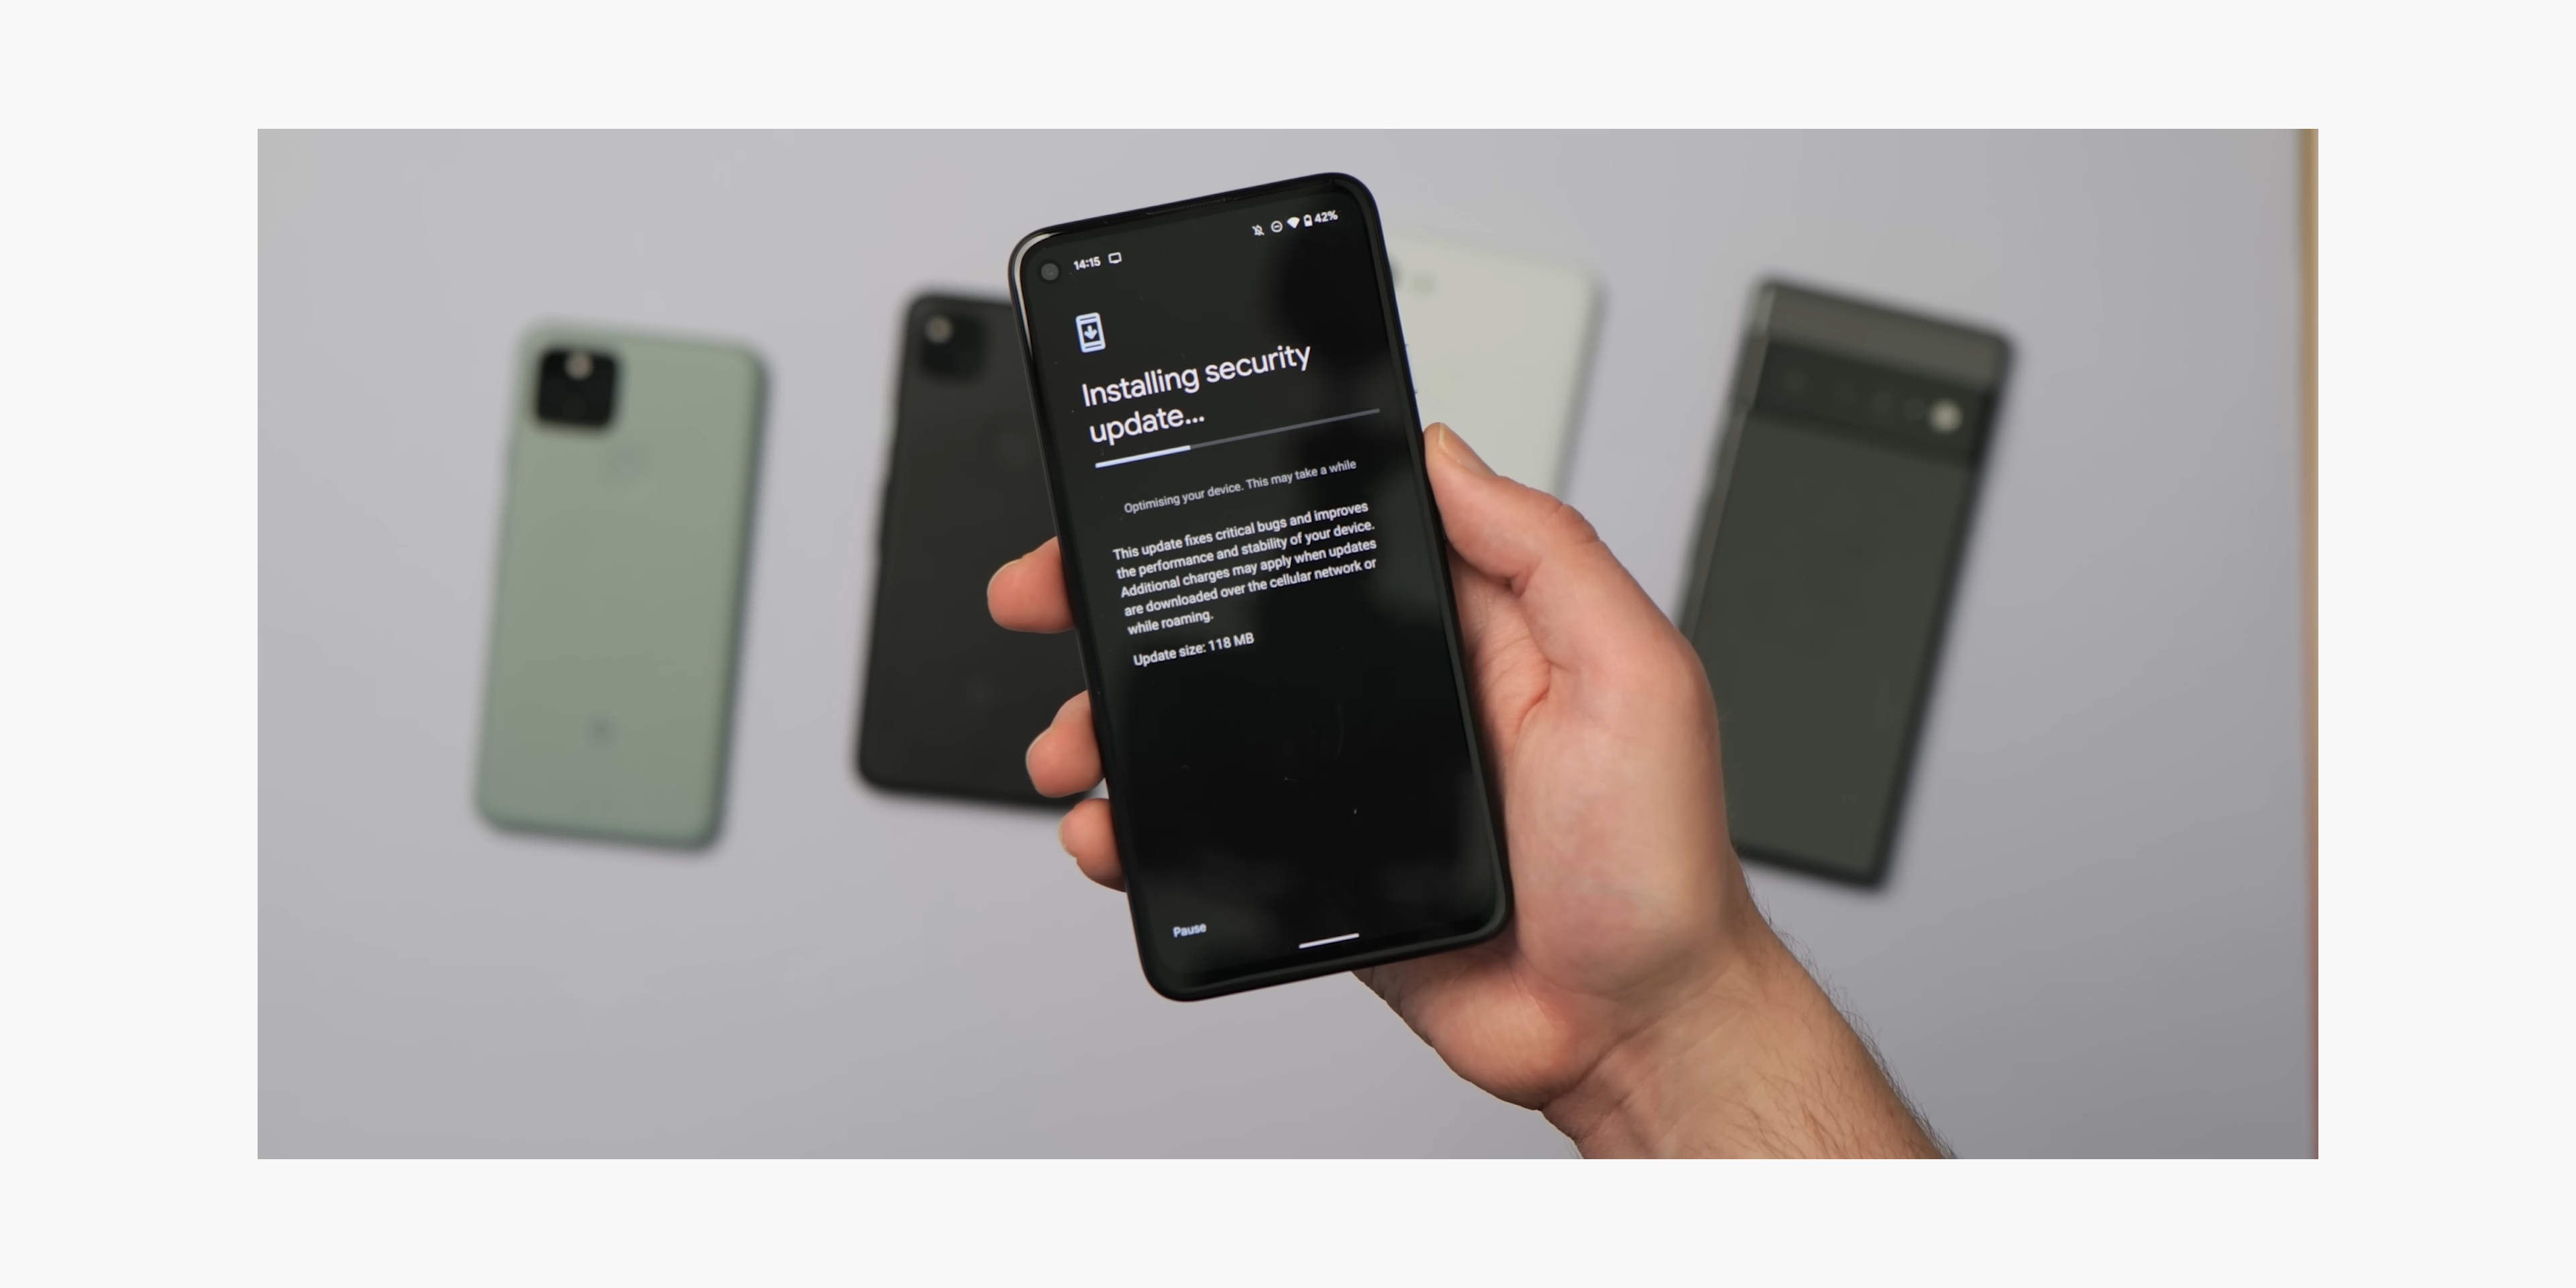 14:15
42%
Installing security
update...
Optimising your device. This may take a while
This update fixes critical bugs and improves
the performance and stability of your device.
Additional charges may apply when updates
are downloaded over the cellular network or
while roaming.
Update size: 118 MB
Pause